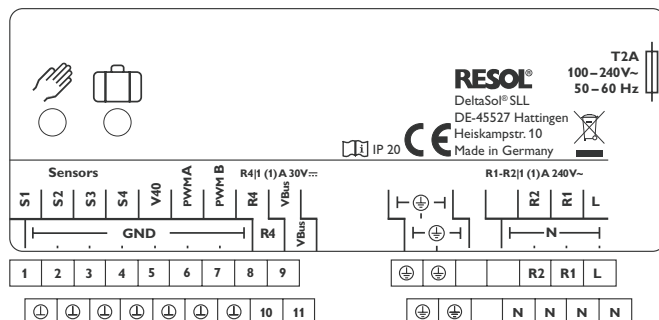 T2A
100–240V~
50–60 Hz
RESOL®
DeltaSol® SLL
DE-45527 Hattingen
Heiskampstr. 10
Made in Germany
i IP 20 CE
Sensors R4|1 (1) A 30V⎓ R1-R2|1 (1) A 240V~
S1 S2 S3 S4 V40 PWM A PWM B R4 VBus R2 R1 L
GND R4 VBus N
1 2 3 4 5 6 7 8 9 R2 R1 L
10 11 N N N N